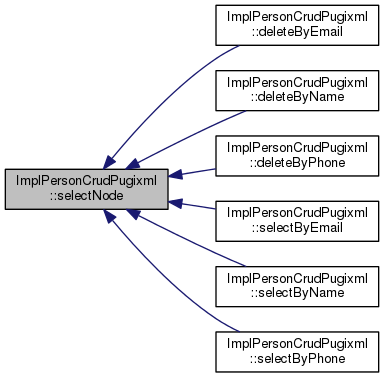 ImplPersonCrudPugixml
::selectNode
ImplPersonCrudPugixml
::deleteByEmail
ImplPersonCrudPugixml
::deleteByName
ImplPersonCrudPugixml
::deleteByPhone
ImplPersonCrudPugixml
::selectByEmail
ImplPersonCrudPugixml
::selectByName
ImplPersonCrudPugixml
::selectByPhone